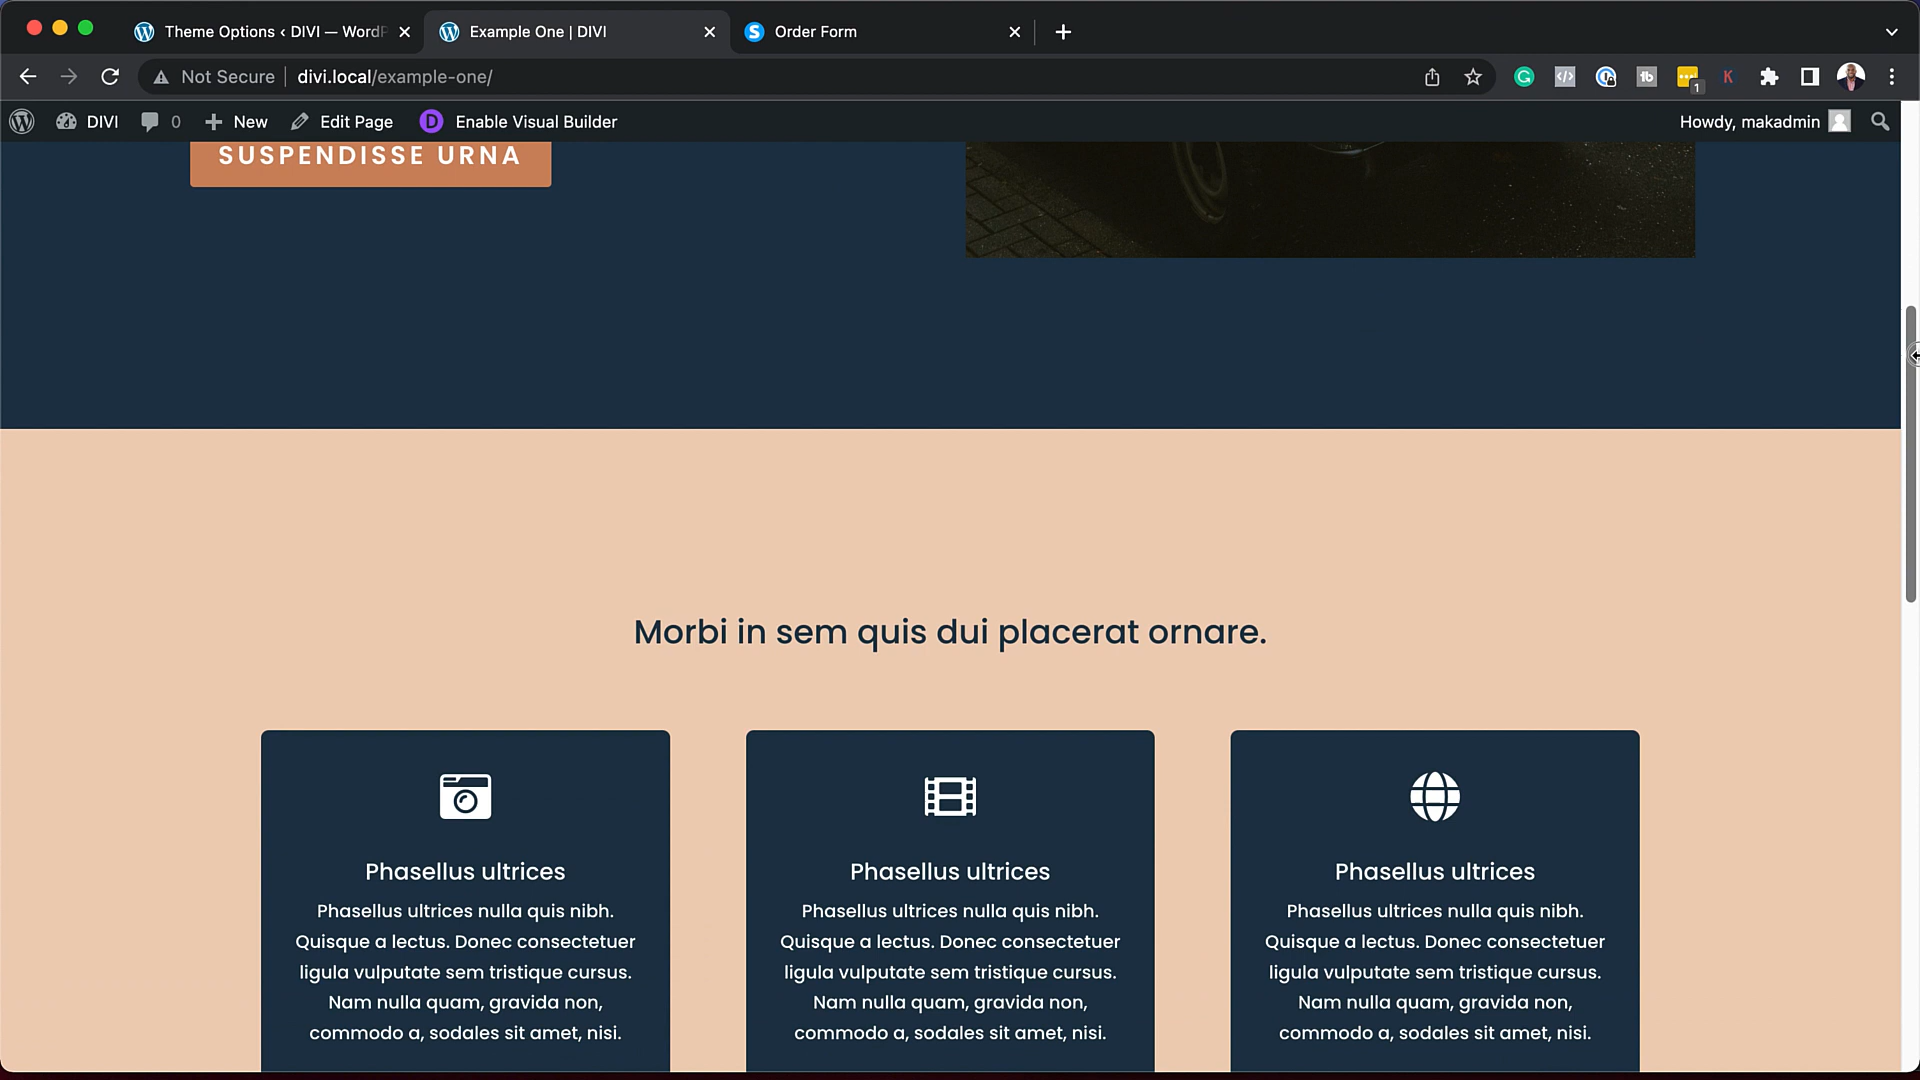 Theme Options ‹ DIVI — WordP
Example One | DIVI
Order Form
Not Secure
divi.local/example-one/
1
DIVI
0
New
Edit Page
D
Enable Visual Builder
Howdy, makadmin
SUSPENDISSE URNA
Morbi in sem quis dui placerat ornare.
Phasellus ultrices
Phasellus ultrices nulla quis nibh.
Quisque a lectus. Donec consectetuer
ligula vulputate sem tristique cursus.
Nam nulla quam, gravida non,
commodo a, sodales sit amet, nisi.
Phasellus ultrices
Phasellus ultrices nulla quis nibh.
Quisque a lectus. Donec consectetuer
ligula vulputate sem tristique cursus.
Nam nulla quam, gravida non,
commodo a, sodales sit amet, nisi.
Phasellus ultrices
Phasellus ultrices nulla quis nibh.
Quisque a lectus. Donec consectetuer
ligula vulputate sem tristique cursus.
Nam nulla quam, gravida non,
commodo a, sodales sit amet, nisi.